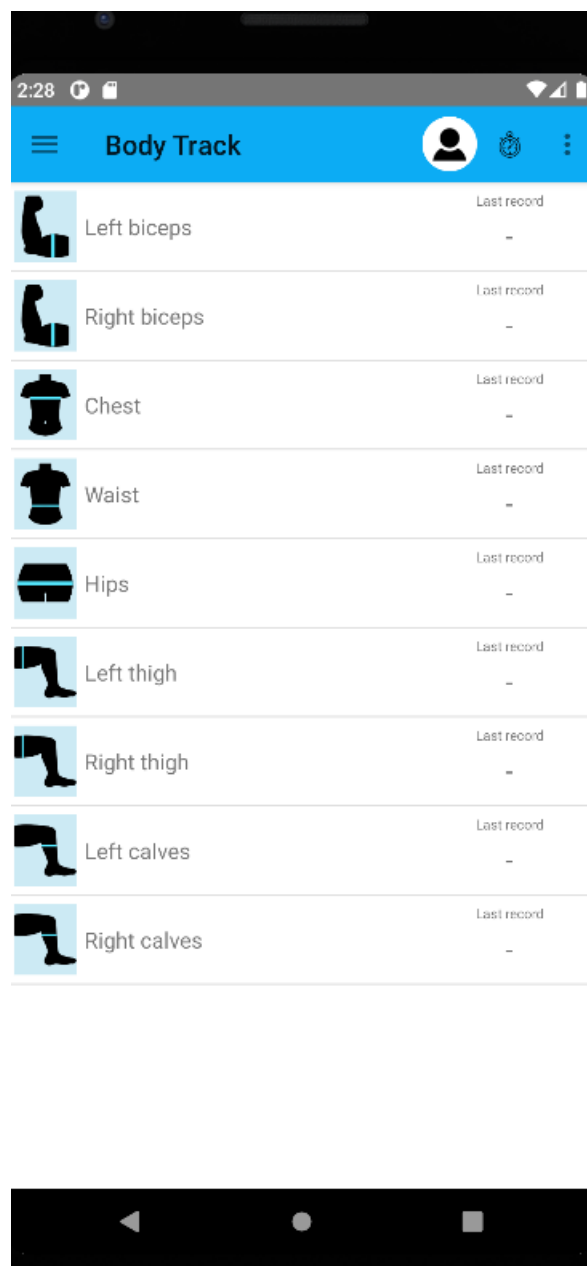 2:28
Body Track
Last record
Left biceps
-
Last record
Right biceps
-
Last record
Chest
-
Last record
Waist
-
Last record
Hips
-
Last record
Left thigh
-
Last record
Right thigh
-
Last record
Left calves
-
Last record
Right calves
-